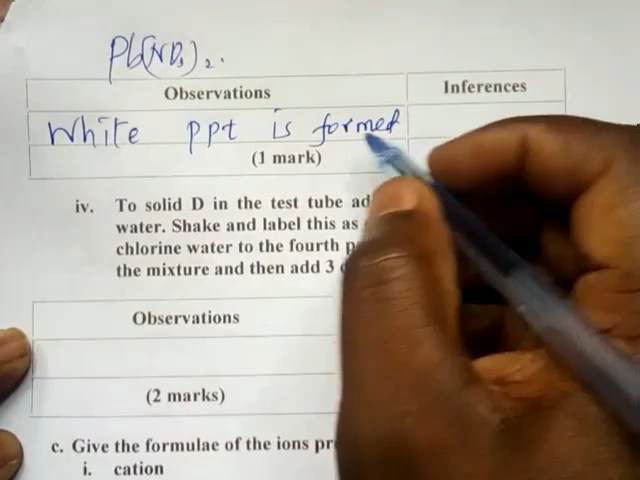 Pb(NO3)2.
Observations Inferences
White ppt is formed
(1 mark)
iv. To solid D in the test tube ad
water. Shake and label this as
chlorine water to the fourth p
the mixture and then add 3
Observations
(2 marks)
c. Give the formulae of the ions pr
i. cation